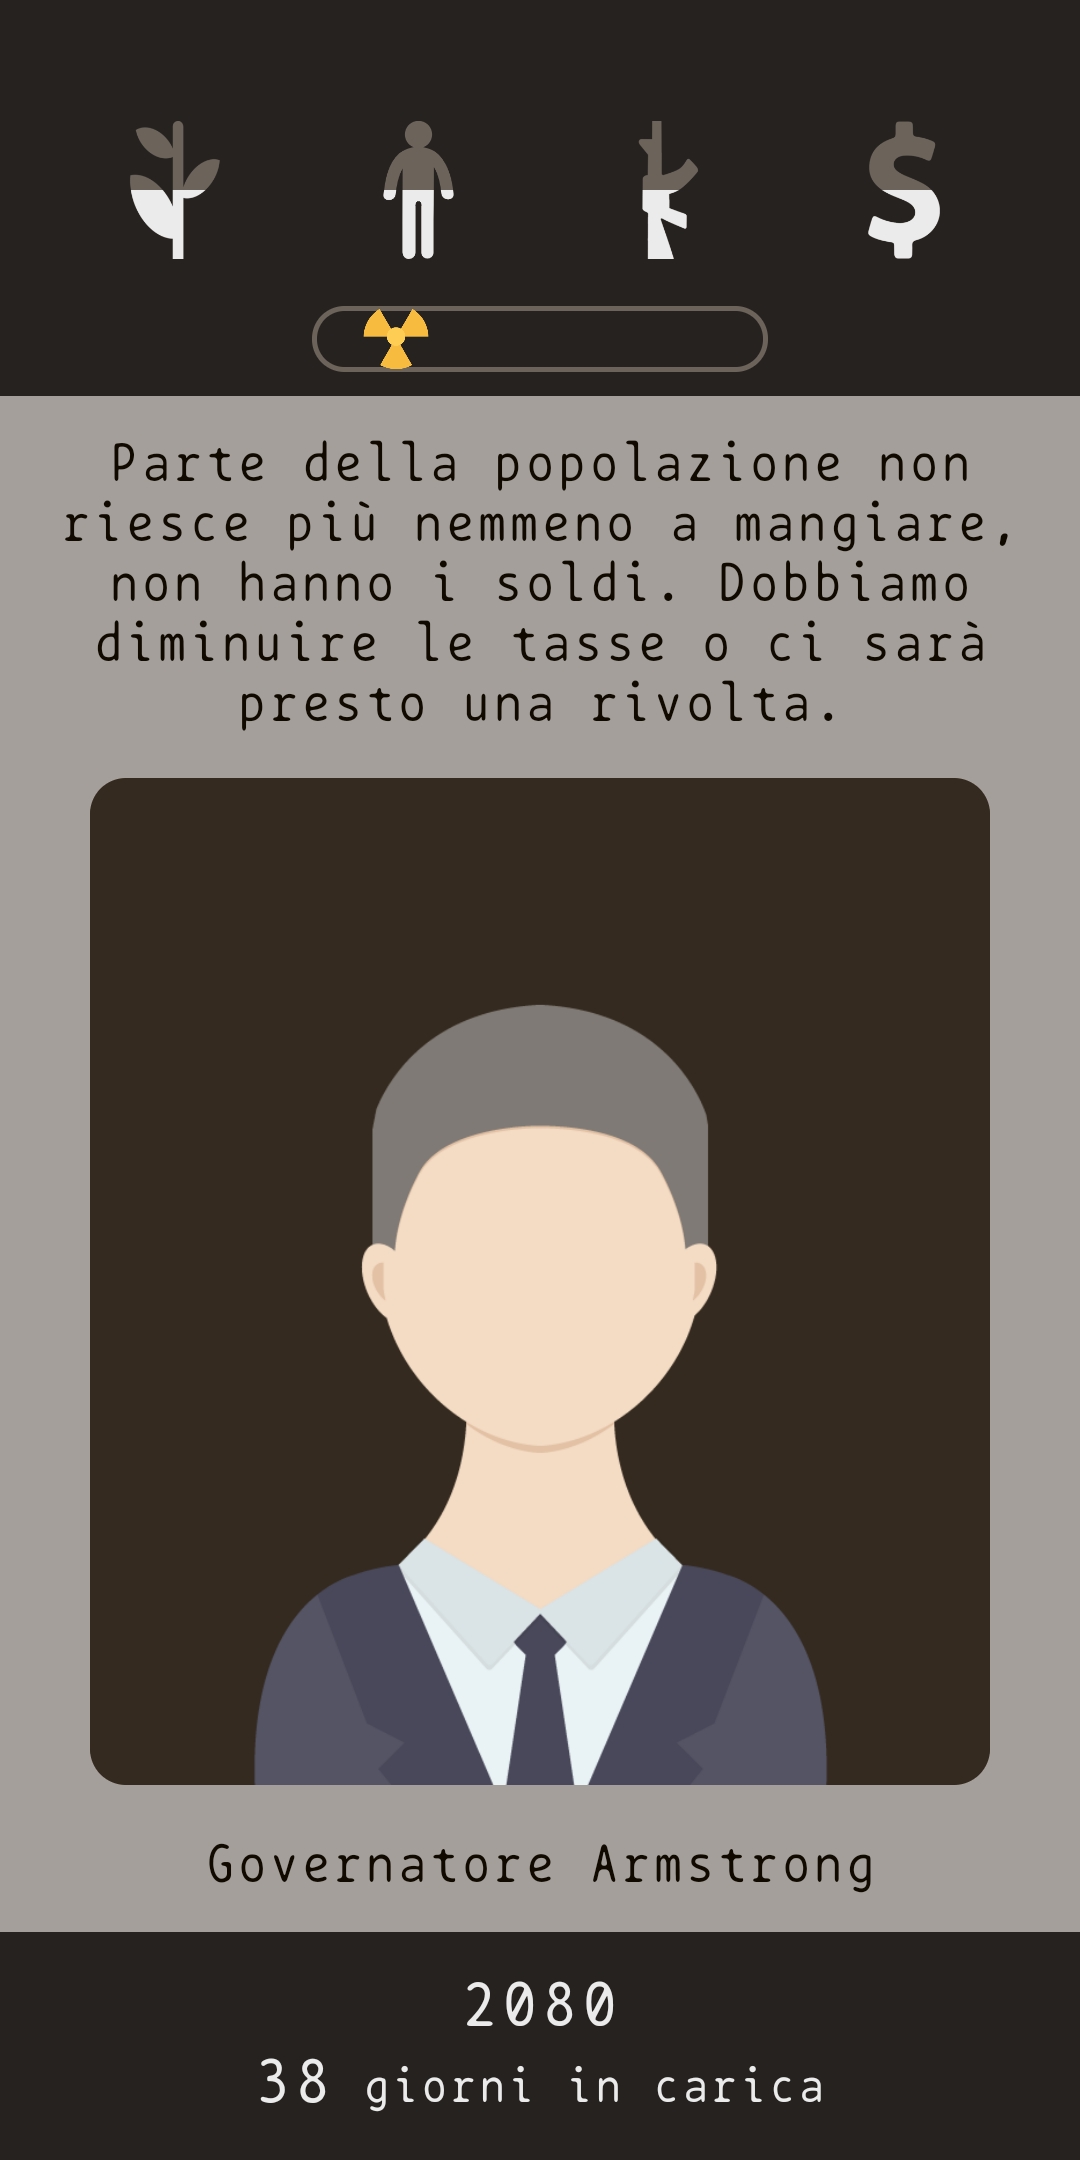 Parte della popolazione non
riesce più nemmeno a mangiare,
non hanno i soldi. Dobbiamo
diminuire le tasse o ci sarà
presto una rivolta.
Governatore Armstrong
2080
38 giorni in carica